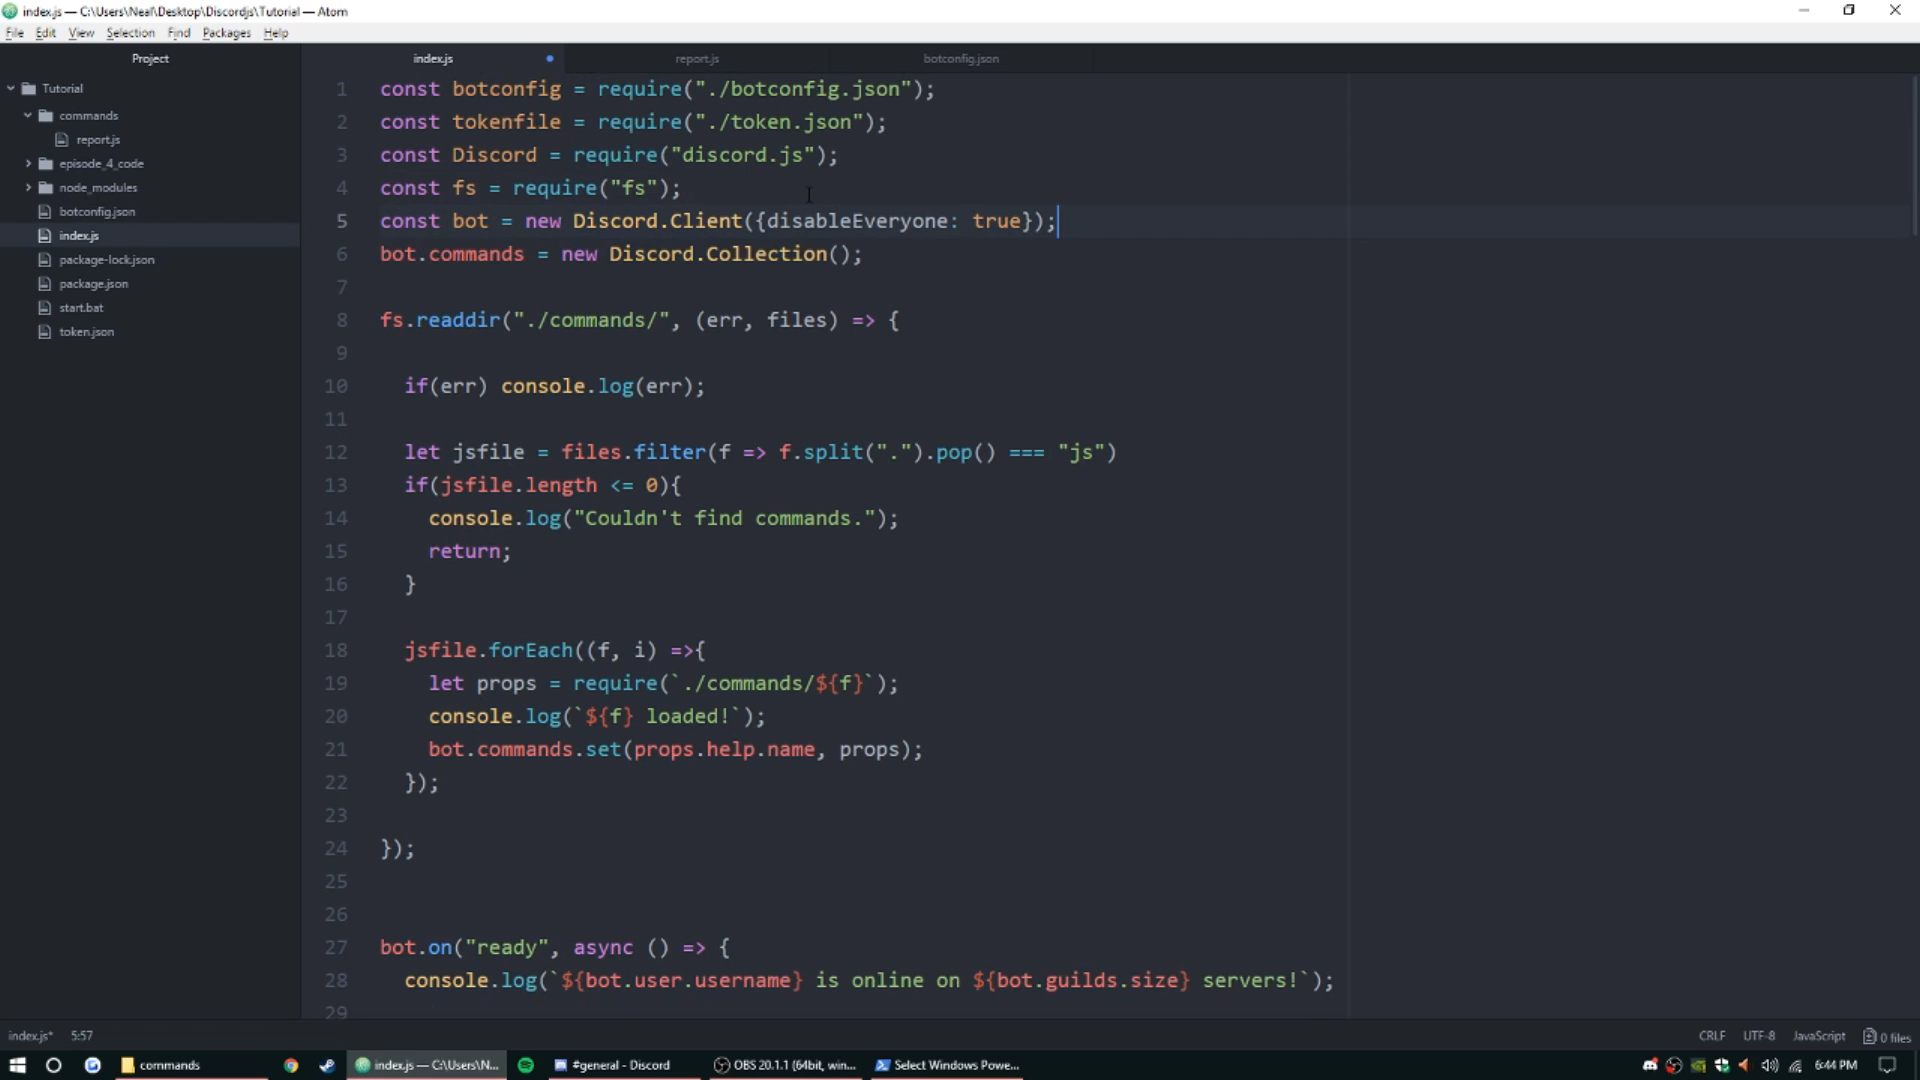 index.js — C:\Users\Neal\Desktop\Discordjs\Tutorial — Atom
File Edit View Selection Find Packages Help
Project
Tutorial
commands
report.js
episode_4_code
node_modules
botconfig.json
index.js
package-lock.json
package.json
start.bat
token.json
index.js report.js botconfig.json
1 const botconfig = require("./botconfig.json");
2 const tokenfile = require("./token.json");
3 const Discord = require("discord.js");
4 const fs = require("fs");
5 const bot = new Discord.Client({disableEveryone: true});
6 bot.commands = new Discord.Collection();
7
8 fs.readdir("./commands/", (err, files) => {
9
10 if(err) console.log(err);
11
12 let jsfile = files.filter(f => f.split(".").pop() === "js")
13 if(jsfile.length <= 0){
14 console.log("Couldn't find commands.");
15 return;
16 }
17
18 jsfile.forEach((f, i) =>{
19 let props = require(`./commands/${f}`);
20 console.log(`${f} loaded!`);
21 bot.commands.set(props.help.name, props);
22 });
23
24 });
25
26
27 bot.on("ready", async () => {
28 console.log(`${bot.user.username} is online on ${bot.guilds.size} servers!`);
29
index.js* 5:57 CRLF UTF-8 JavaScript 0 files
commands index.js — C:\Users\N... #general - Discord OBS 20.1.1 (64bit, win... Select Windows Powe... 6:44 PM